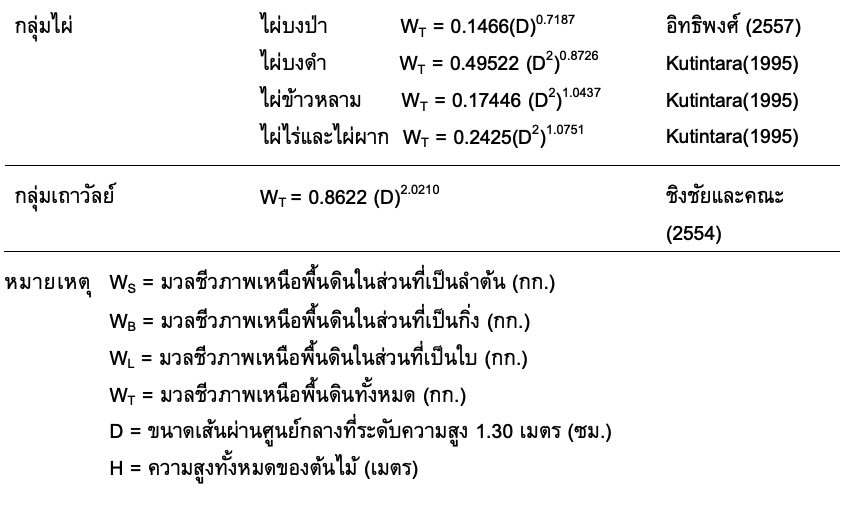 กลุ่มไผ่ ไผ่บงป่า W_T = 0.1466(D)^0.7187 อิทธิพงศ์ (2557)
ไผ่บงดำ W_T = 0.49522 (D²)^0.8726 Kutintara(1995)
ไผ่ข้าวหลาม W_T = 0.17446 (D²)^1.0437 Kutintara(1995)
ไผ่ไร่และไผ่ผาก W_T = 0.2425(D²)^1.0751 Kutintara(1995)
กลุ่มเถาวัลย์ W_T = 0.8622 (D)^2.0210 ชิงชัยและคณะ
(2554)
หมายเหตุ W_S = มวลชีวภาพเหนือพื้นดินในส่วนที่เป็นลำต้น (กก.)
W_B = มวลชีวภาพเหนือพื้นดินในส่วนที่เป็นกิ่ง (กก.)
W_L = มวลชีวภาพเหนือพื้นดินในส่วนที่เป็นใบ (กก.)
W_T = มวลชีวภาพเหนือพื้นดินทั้งหมด (กก.)
D = ขนาดเส้นผ่านศูนย์กลางที่ระดับความสูง 1.30 เมตร (ซม.)
H = ความสูงทั้งหมดของต้นไม้ (เมตร)